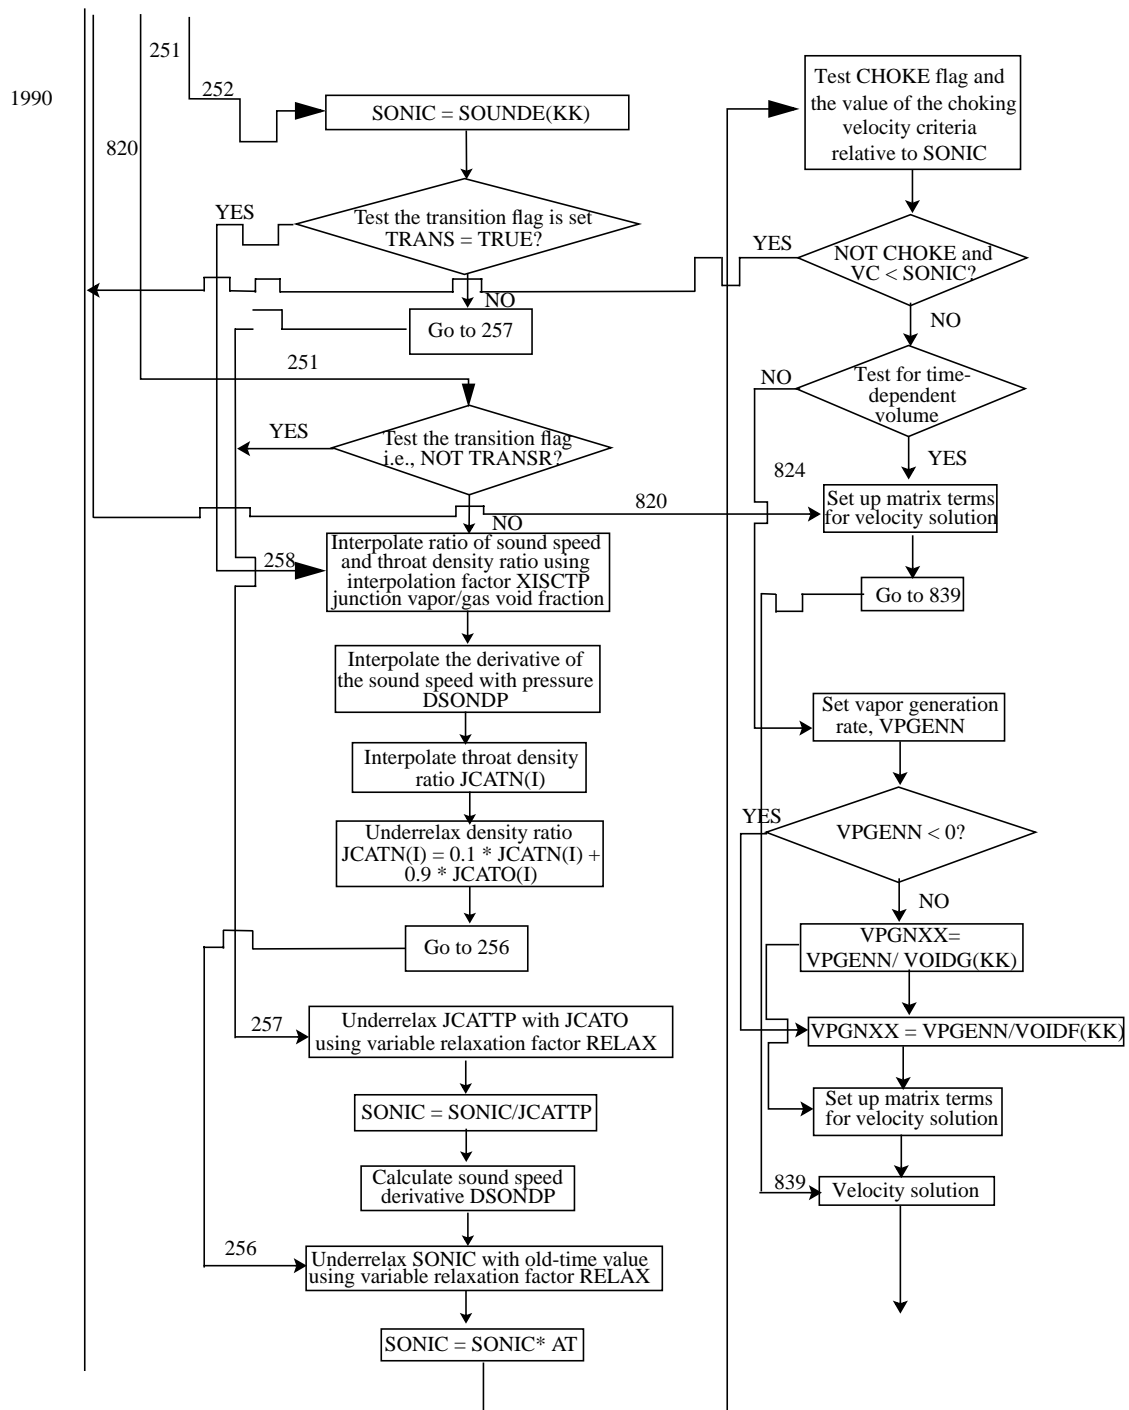 1990
251
252
820
SONIC = SOUNDE(KK)
YES
Test the transition flag is set
TRANS = TRUE?
NO
Go to 257
251
YES
Test the transition flag
i.e., NOT TRANSR?
NO
820
258
Interpolate ratio of sound speed
and throat density ratio using
interpolation factor XISCTP
junction vapor/gas void fraction
Interpolate the derivative of
the sound speed with pressure
DSONDP
Interpolate throat density
ratio JCATN(I)
Underrelax density ratio
JCATN(I) = 0.1 * JCATN(I) +
0.9 * JCATO(I)
Go to 256
257
Underrelax JCATTP with JCATO
using variable relaxation factor RELAX
SONIC = SONIC/JCATTP
Calculate sound speed
derivative DSONDP
256
Underrelax SONIC with old-time value
using variable relaxation factor RELAX
SONIC = SONIC* AT
Test CHOKE flag and
the value of the choking
velocity criteria
relative to SONIC
YES
NOT CHOKE and
VC < SONIC?
NO
NO
Test for time-
dependent
volume
YES
824
Set up matrix terms
for velocity solution
Go to 839
Set vapor generation
rate, VPGENN
YES
VPGENN < 0?
NO
VPGNXX=
VPGENN/ VOIDG(KK)
VPGNXX = VPGENN/VOIDF(KK)
Set up matrix terms
for velocity solution
839
Velocity solution